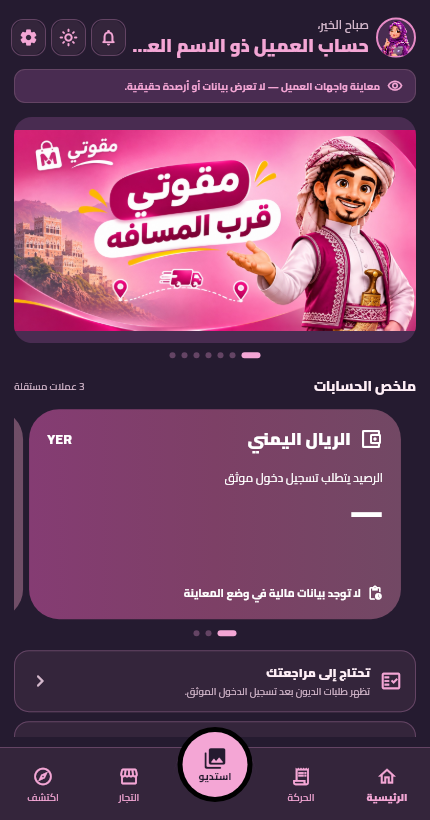 صباح الخير،
حساب العميل ذو الاسم العـ...
معاينة واجهات العميل — لا تعرض بيانات أو أرصدة حقيقية.
مقوتي
مقوتي
قرب المسافه
ملخص الحسابات
3 عملات مستقلة
الريال اليمني
YER
الرصيد يتطلب تسجيل دخول موثق
—
لا توجد بيانات مالية في وضع المعاينة
تحتاج إلى مراجعتك
تظهر طلبات الديون بعد تسجيل الدخول الموثق.
الرئيسية
الحركة
استديو
التجار
اكتشف